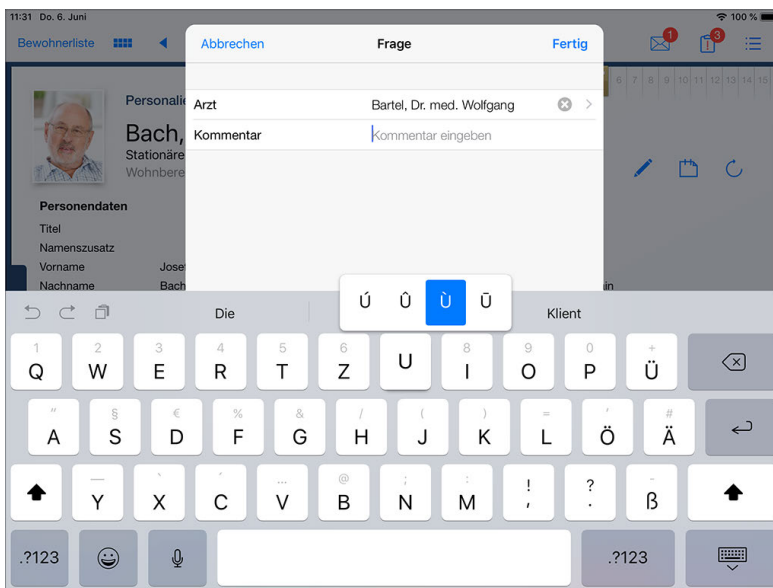 11:31 Do. 6. Juni 100 %
Bewohnerliste 1 3
Abbrechen Frage Fertig
6 7 8 9 10 11 12 13 14 15
Personalie
Arzt Bartel, Dr. med. Wolfgang
Bach,
Kommentar Kommentar eingeben
Stationäre
Wohnbere
Personendaten
Titel
Namenszusatz
Vorname Josef
Nachname Bach in
Ú Û Ù Ū
Die Klient
1 2 3 4 5 6 8 9 0 +
Q W E R T Z U I O P Ü
" § € % & / ( ) = ' #
A S D F G H J K L Ö Ä
— ` ´ ... @ ; : ! ? -
Y X C V B N M , . ß
.?123 .?123